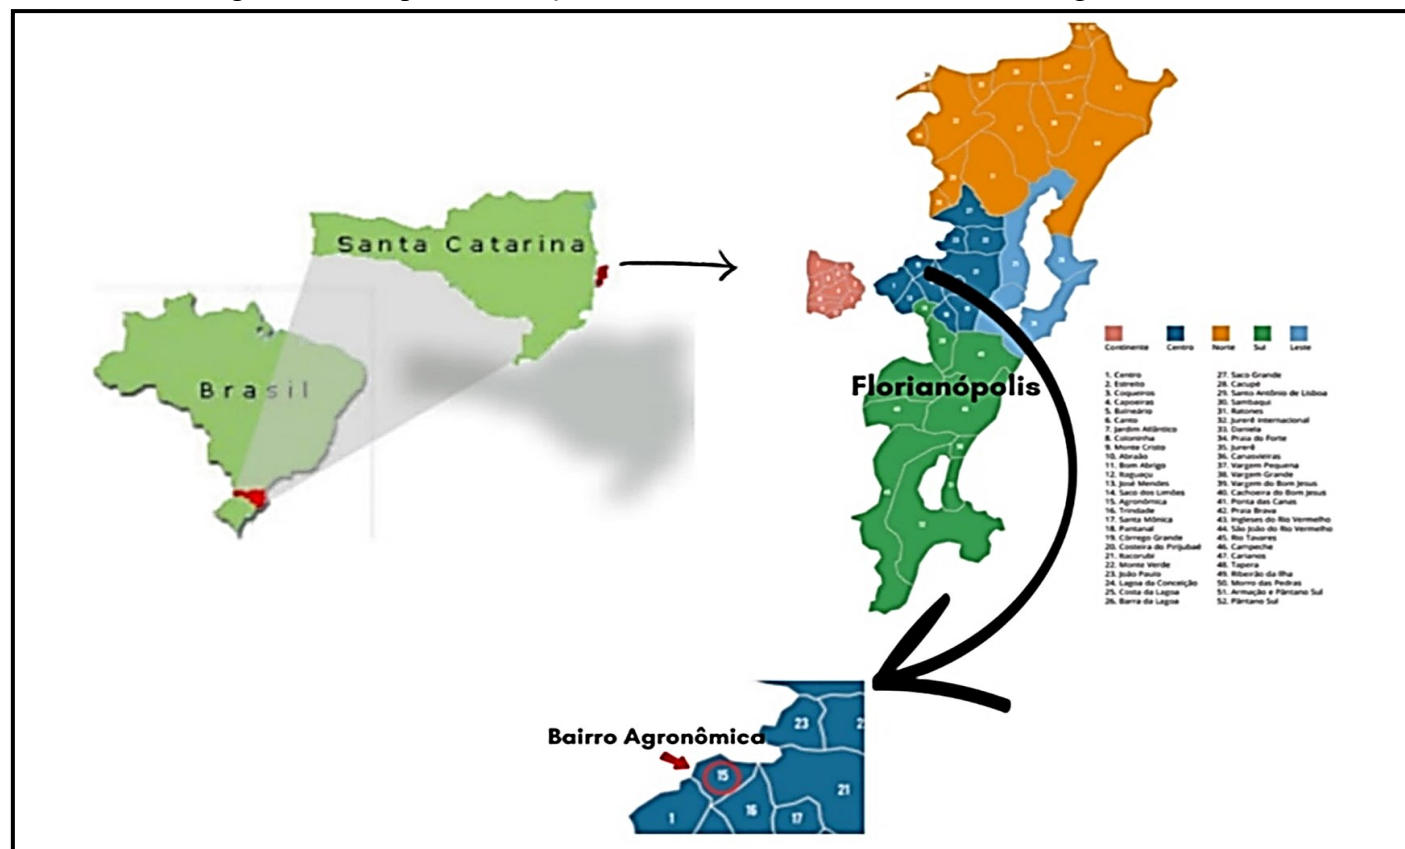 Santa Catarina
Brasil
Florianópolis
Continente
Centro
Norte
Sul
Leste
1. Centro
2. Estreito
3. Coqueiros
4. Capoeiras
5. Balneário
6. Canto
7. Jardim Atlântico
8. Coloninha
9. Monte Cristo
10. Abraão
11. Bom Abrigo
12. Itaguaçu
13. José Mendes
14. Saco dos Limões
15. Agronômica
16. Trindade
17. Santa Mônica
18. Pantanal
19. Córrego Grande
20. Costeira do Pirijubaé
21. Itacorubi
22. Monte Verde
23. João Paulo
24. Lagoa da Conceição
25. Costa da Lagoa
26. Barra da Lagoa
27. Saco Grande
28. Cacupé
29. Santo Antônio de Lisboa
30. Sambaqui
31. Ratones
32. Jurerê Internacional
33. Daniela
34. Praia do Forte
35. Jurerê
36. Canasvieiras
37. Vargem Pequena
38. Vargem Grande
39. Vargem do Bom Jesus
40. Cachoeira do Bom Jesus
41. Ponta das Canas
42. Praia Brava
43. Ingleses do Rio Vermelho
44. São João do Rio Vermelho
45. Rio Tavares
46. Campeche
47. Carianos
48. Tapera
49. Ribeirão da Ilha
50. Morro das Pedras
51. Armação e Pântano Sul
52. Pântano Sul
Bairro Agronômica
23
15
21
1
16
17